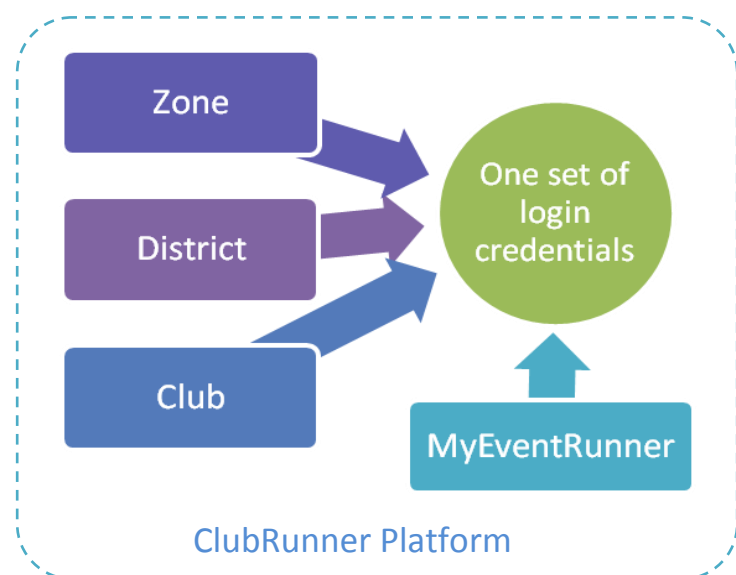 Zone
District
Club
One set of
login
credentials
MyEventRunner
ClubRunner Platform